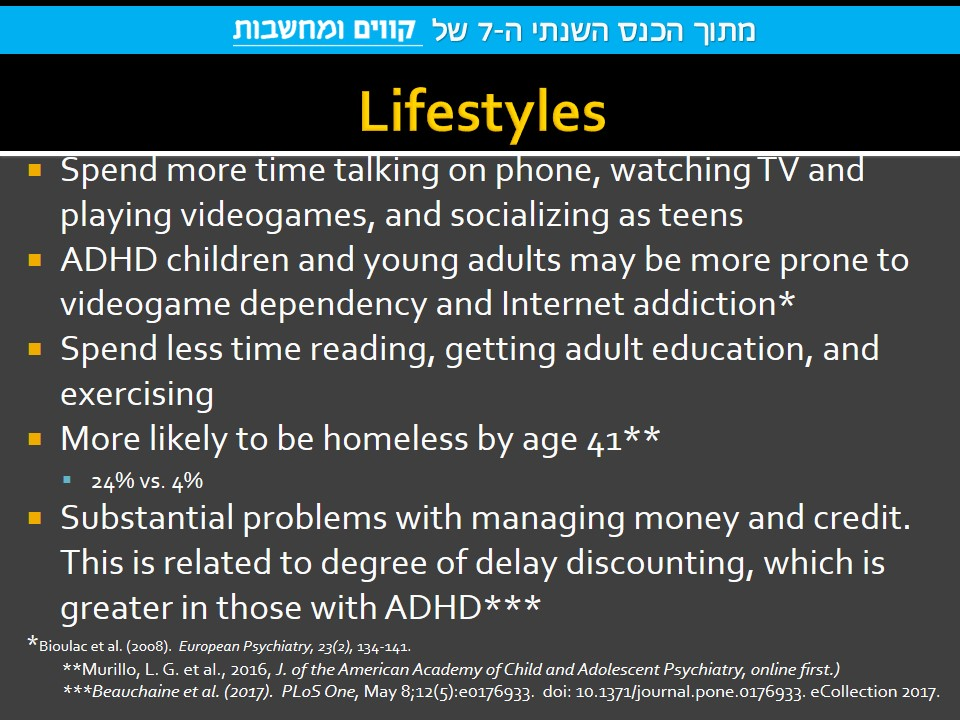 מתוך הכנס השנתי ה-7 של קווים ומחשבות
Lifestyles
▪ Spend more time talking on phone, watching TV and
playing videogames, and socializing as teens
▪ ADHD children and young adults may be more prone to
videogame dependency and Internet addiction*
▪ Spend less time reading, getting adult education, and
exercising
▪ More likely to be homeless by age 41**
▪ 24% vs. 4%
▪ Substantial problems with managing money and credit.
This is related to degree of delay discounting, which is
greater in those with ADHD***
*Bioulac et al. (2008). European Psychiatry, 23(2), 134-141.
**Murillo, L. G. et al., 2016, J. of the American Academy of Child and Adolescent Psychiatry, online first.)
***Beauchaine et al. (2017). PLoS One, May 8;12(5):e0176933. doi: 10.1371/journal.pone.0176933. eCollection 2017.